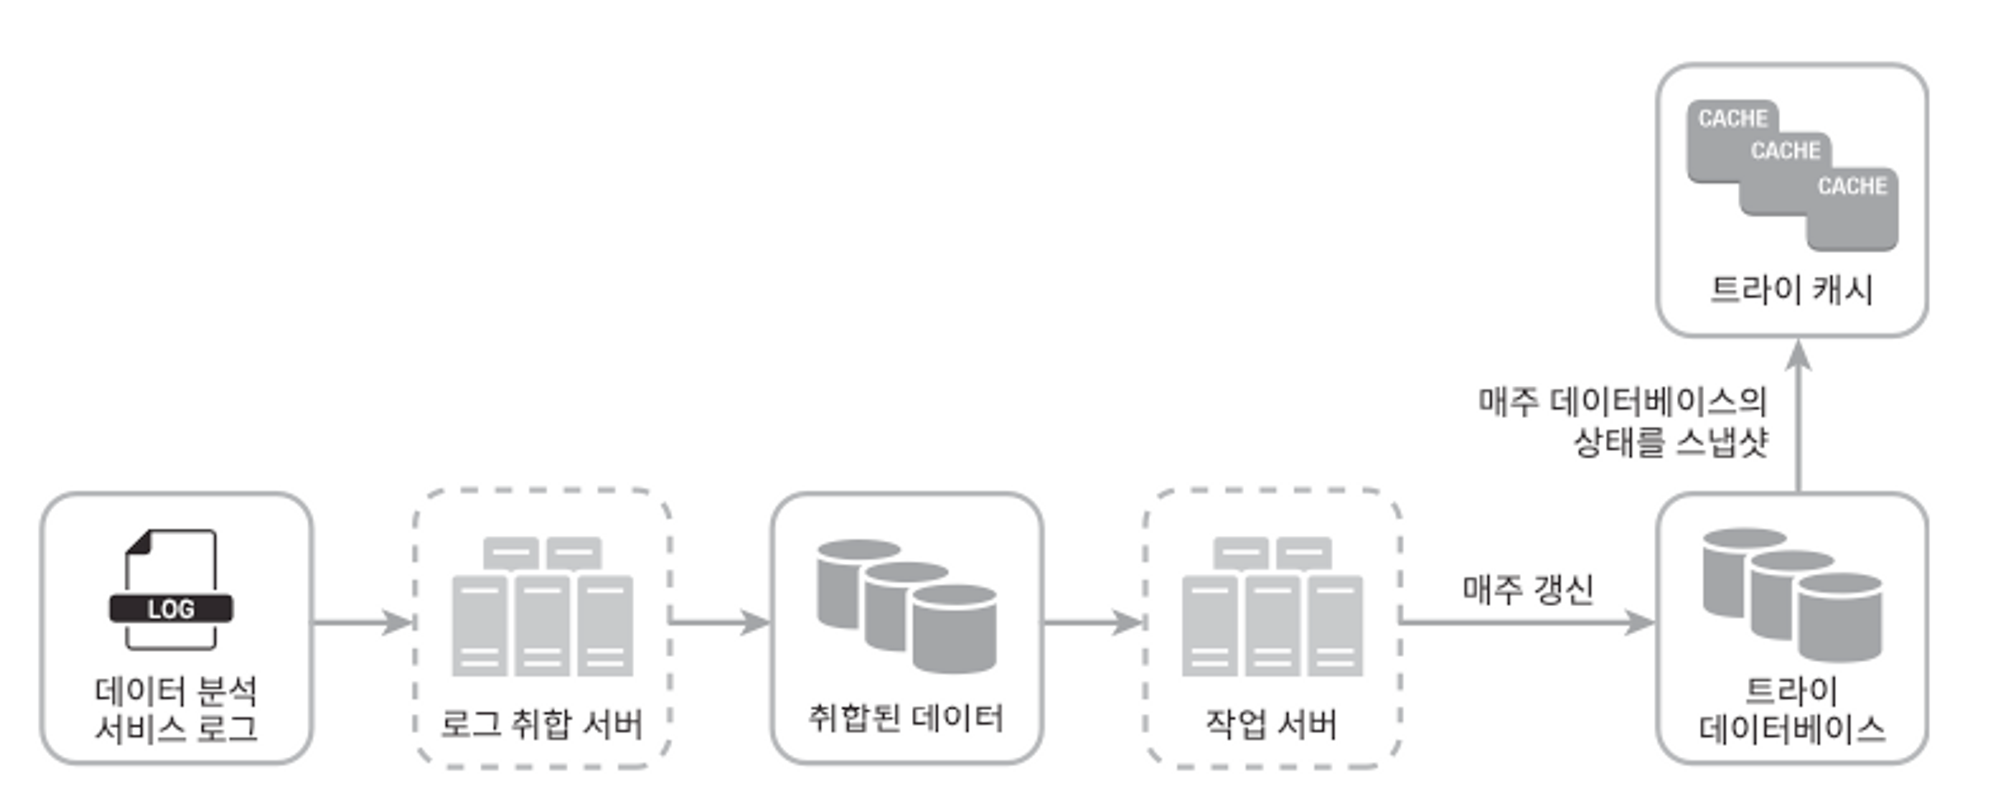 CACHE
CACHE
CACHE
트라이 캐시
매주 데이터베이스의
상태를 스냅샷
LOG
데이터 분석
서비스 로그
로그 취합 서버
취합된 데이터
작업 서버
매주 갱신
트라이
데이터베이스